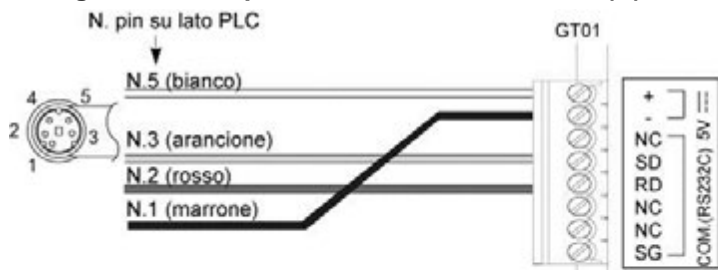 N. pin su lato PLC
GT01
N.5 (bianco)
N.3 (arancione)
N.2 (rosso)
N.1 (marrone)
4
5
2
3
1
+
-
NC
SD
RD
NC
NC
SG
5V
COM.(RS232C)